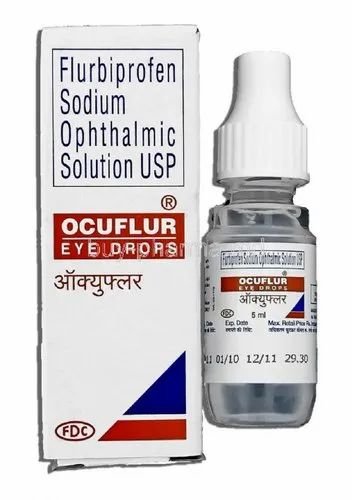 Flurbiprofen
Sodium
Ophthalmic
Solution USP
®
OCUFLUR
EYE DROPS
ऑक्युफ्लर
FDC
Flurbiprofen Sodium Ophthalmic Solution USP
OCUFLUR
EYE DROPS
ऑक्युफ्लर
FDC
5 ml
Exp. Date
Max. Retail Price Rs.
01/10 12/11 29.30